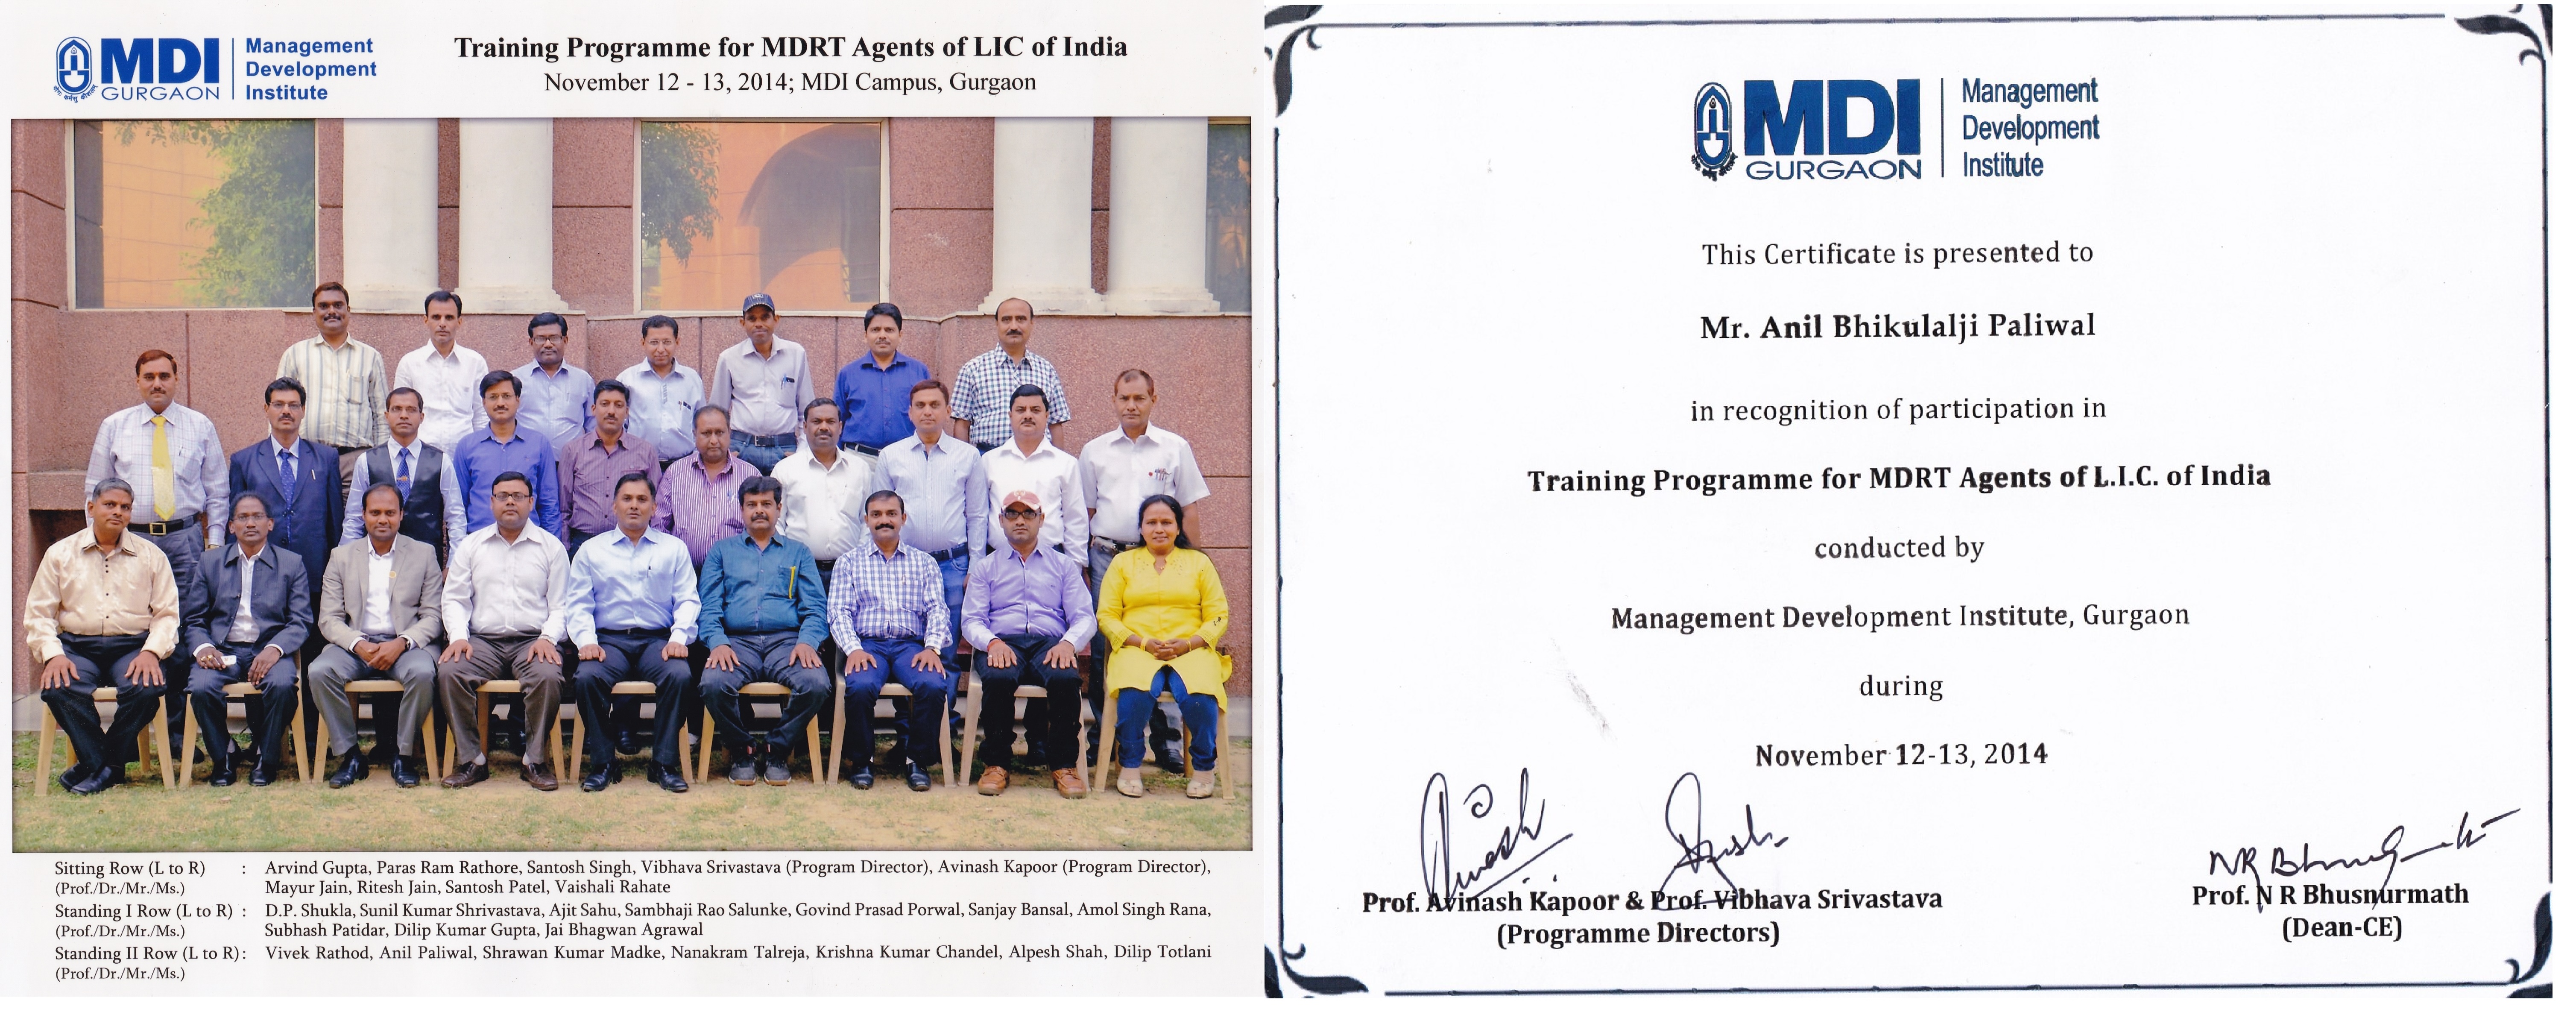 MDI
GURGAON
Management
Development
Institute
Training Programme for MDRT Agents of LIC of India
November 12 - 13, 2014; MDI Campus, Gurgaon
Sitting Row (L to R) : Arvind Gupta, Paras Ram Rathore, Santosh Singh, Vibhava Srivastava (Program Director), Avinash Kapoor (Program Director),
(Prof./Dr./Mr./Ms.) Mayur Jain, Ritesh Jain, Santosh Patel, Vaishali Rahate
Standing I Row (L to R) : D.P. Shukla, Sunil Kumar Shrivastava, Ajit Sahu, Sambhaji Rao Salunke, Govind Prasad Porwal, Sanjay Bansal, Amol Singh Rana,
(Prof./Dr./Mr./Ms.) Subhash Patidar, Dilip Kumar Gupta, Jai Bhagwan Agrawal
Standing II Row (L to R) : Vivek Rathod, Anil Paliwal, Shrawan Kumar Madke, Nanakram Talreja, Krishna Kumar Chandel, Alpesh Shah, Dilip Totlani
(Prof./Dr./Mr./Ms.)
MDI
GURGAON
Management
Development
Institute
This Certificate is presented to
Mr. Anil Bhikulalji Paliwal
in recognition of participation in
Training Programme for MDRT Agents of L.I.C. of India
conducted by
Management Development Institute, Gurgaon
during
November 12-13, 2014
Prof. Avinash Kapoor & Prof. Vibhava Srivastava
(Programme Directors)
Prof. N R Bhusnurmath
(Dean-CE)